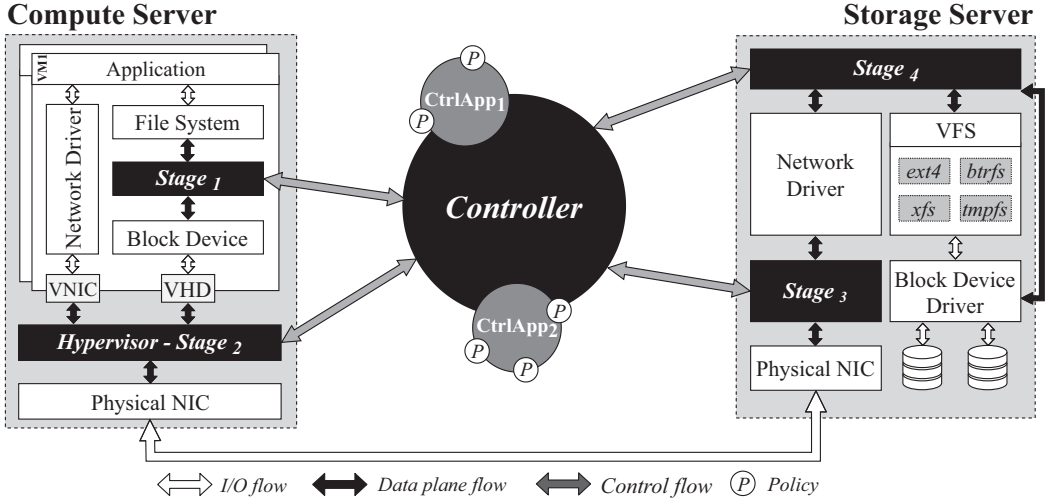 Compute Server
Storage Server
VM1
Application
Network Driver
File System
Stage 1
Block Device
VNIC
VHD
Hypervisor - Stage 2
Physical NIC
P
CtrlApp1
P
Controller
CtrlApp2
P
P
P
Stage 4
Network
Driver
VFS
ext4
btrfs
xfs
tmpfs
Stage 3
Block Device
Driver
Physical NIC
I/O flow
Data plane flow
Control flow
P
Policy